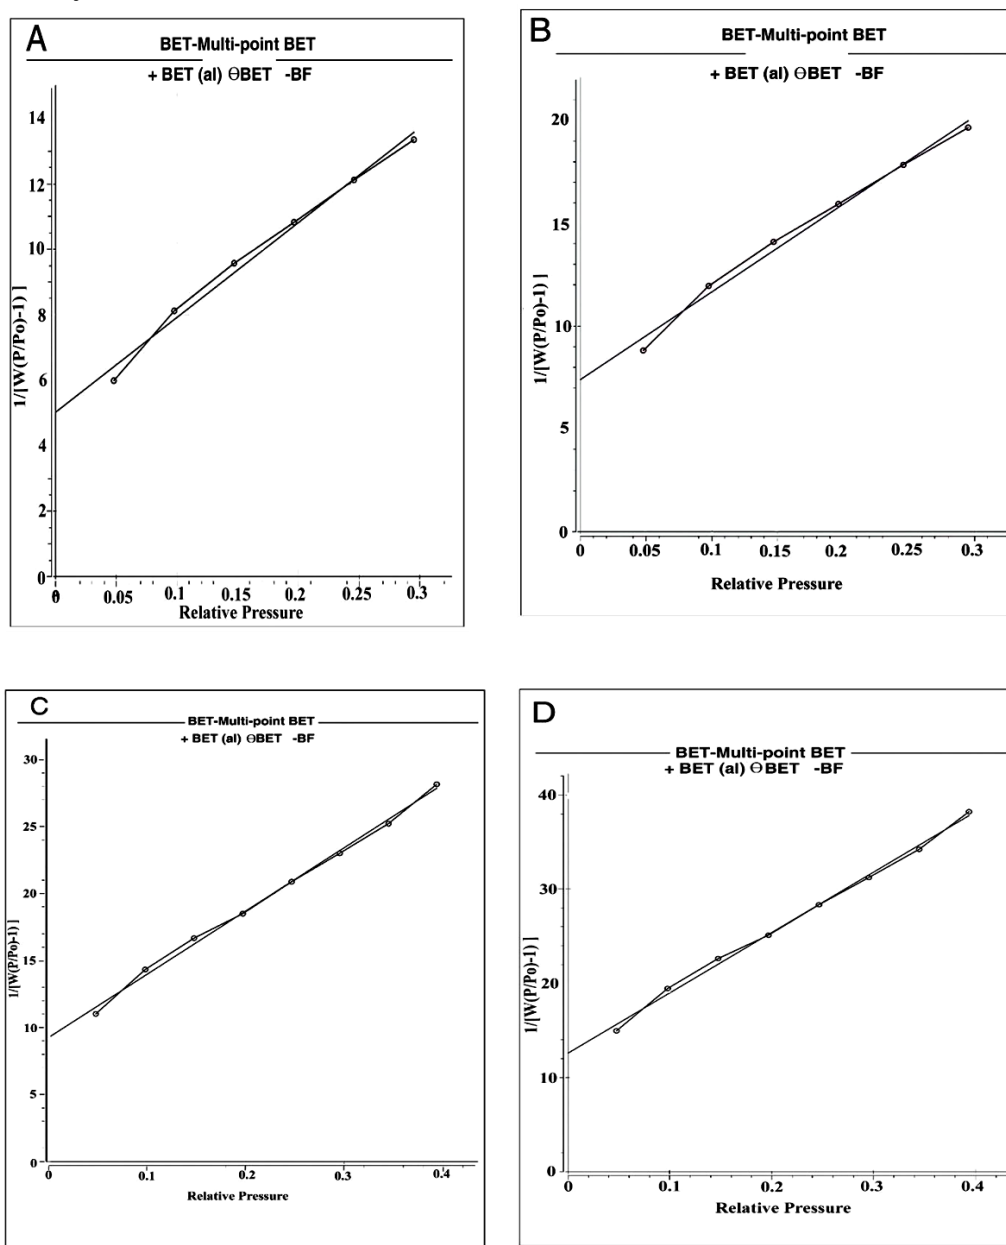 A
BET-Multi-point BET
+ BET (al) ΘBET -BF
14
12
10
8
6
4
2
0
1/[W(P/Po)-1) ]
0 0.05 0.1 0.15 0.2 0.25 0.3
Relative Pressure
B
BET-Multi-point BET
+ BET (al) ΘBET -BF
20
15
10
5
0
1/[W(P/Po)-1) ]
0 0.05 0.1 0.15 0.2 0.25 0.3
Relative Pressure
C
BET-Multi-point BET
+ BET (al) ΘBET -BF
30
25
20
15
10
5
0
1/[W(P/Po)-1) ]
0 0.1 0.2 0.3 0.4
Relative Pressure
D
BET-Multi-point BET
+ BET (al) ΘBET -BF
40
30
20
10
0
1/[W(P/Po)-1) ]
0 0.1 0.2 0.3 0.4
Relative Pressure